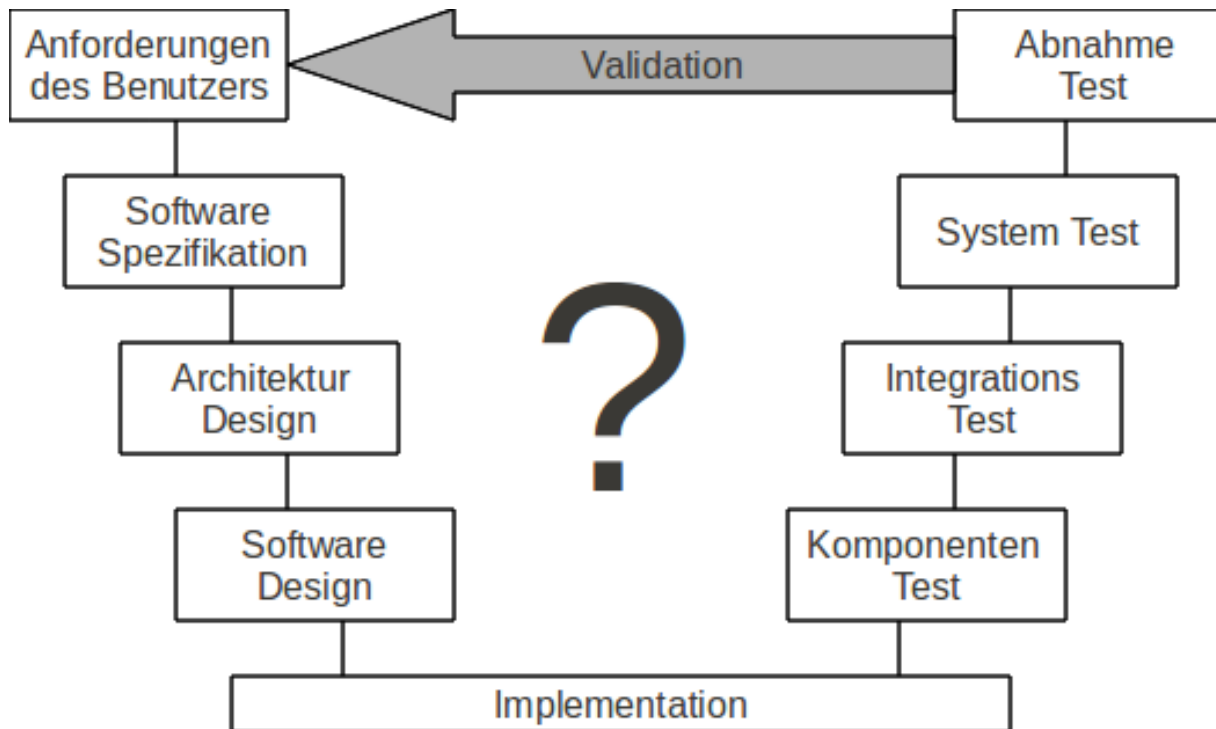 Anforderungen
des Benutzers
Validation
Abnahme
Test
Software
Spezifikation
System Test
Architektur
Design
?
Integrations
Test
Software
Design
Komponenten
Test
Implementation